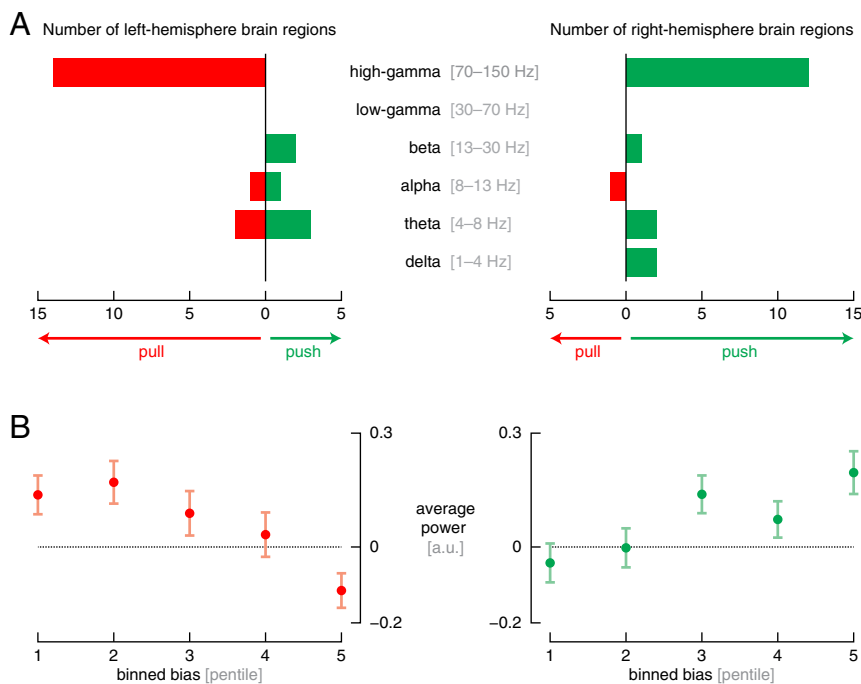 A
Number of left-hemisphere brain regions
Number of right-hemisphere brain regions
high-gamma [70–150 Hz]
low-gamma [30–70 Hz]
beta [13–30 Hz]
alpha [8–13 Hz]
theta [4–8 Hz]
delta [1–4 Hz]
15 10 5 0 5
5 0 5 10 15
pull push
pull push
B
0.3
0
−0.2
average
power
[a.u.]
0.3
0
−0.2
1 2 3 4 5
binned bias [pentile]
1 2 3 4 5
binned bias [pentile]